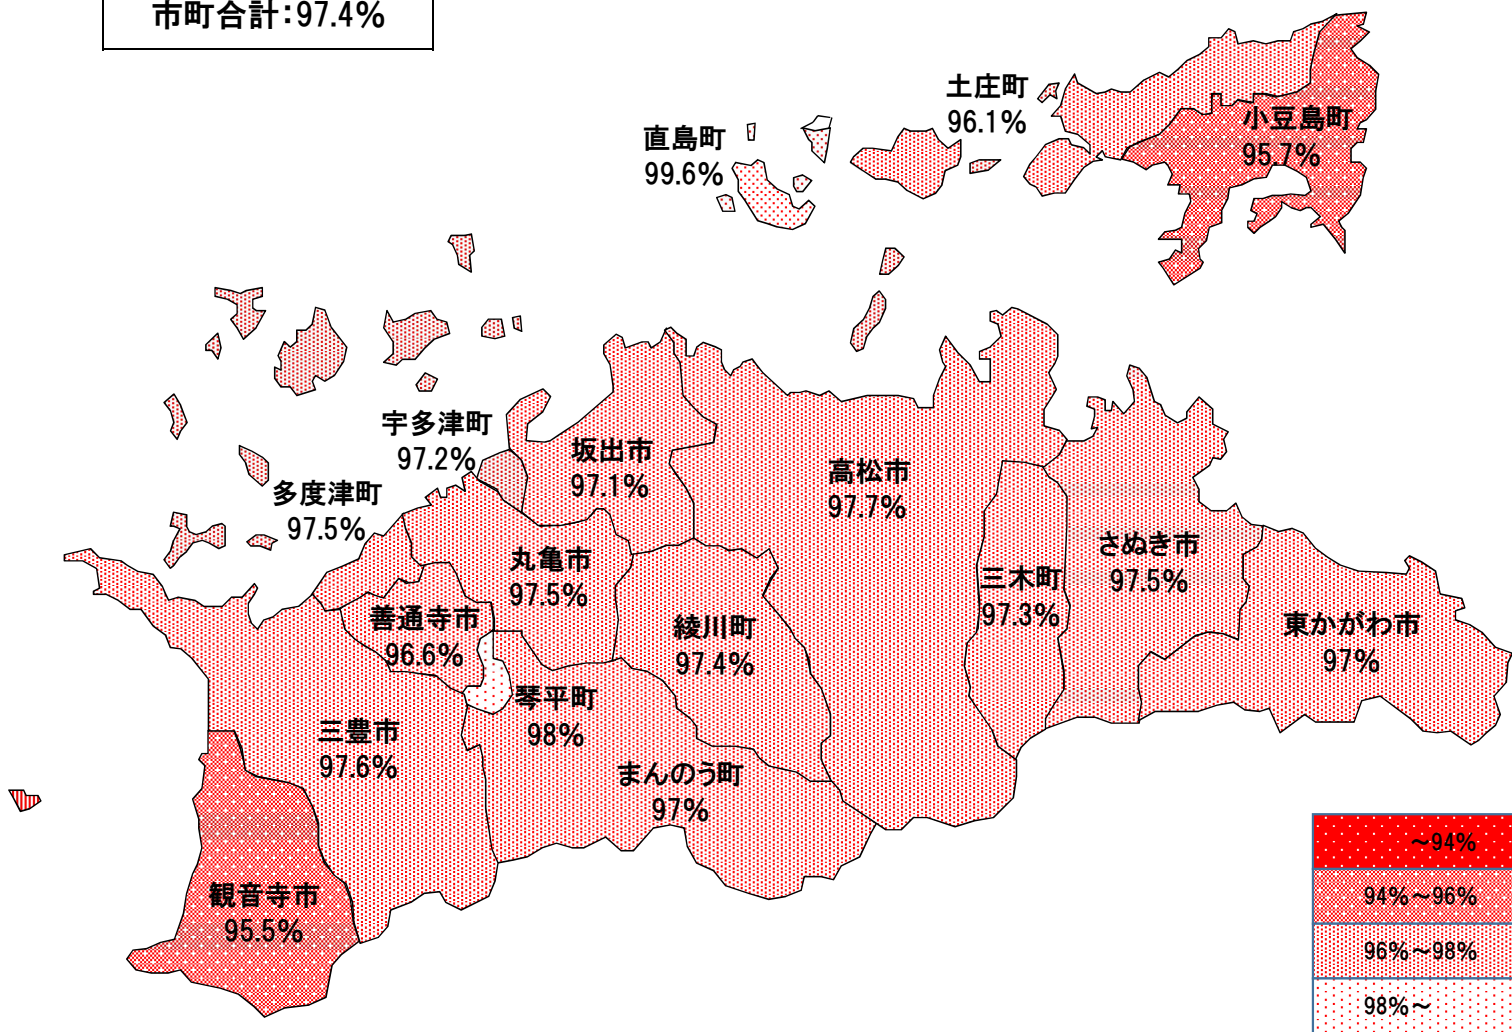 市町合計：97.4%
土庄町
96.1%
小豆島町
95.7%
直島町
99.6%
宇多津町
97.2%
坂出市
97.1%
高松市
97.7%
多度津町
97.5%
丸亀市
97.5%
さぬき市
97.5%
三木町
97.3%
善通寺市
96.6%
綾川町
97.4%
東かがわ市
97%
琴平町
98%
三豊市
97.6%
まんのう町
97%
観音寺市
95.5%
～94%
94%～96%
96%～98%
98%～